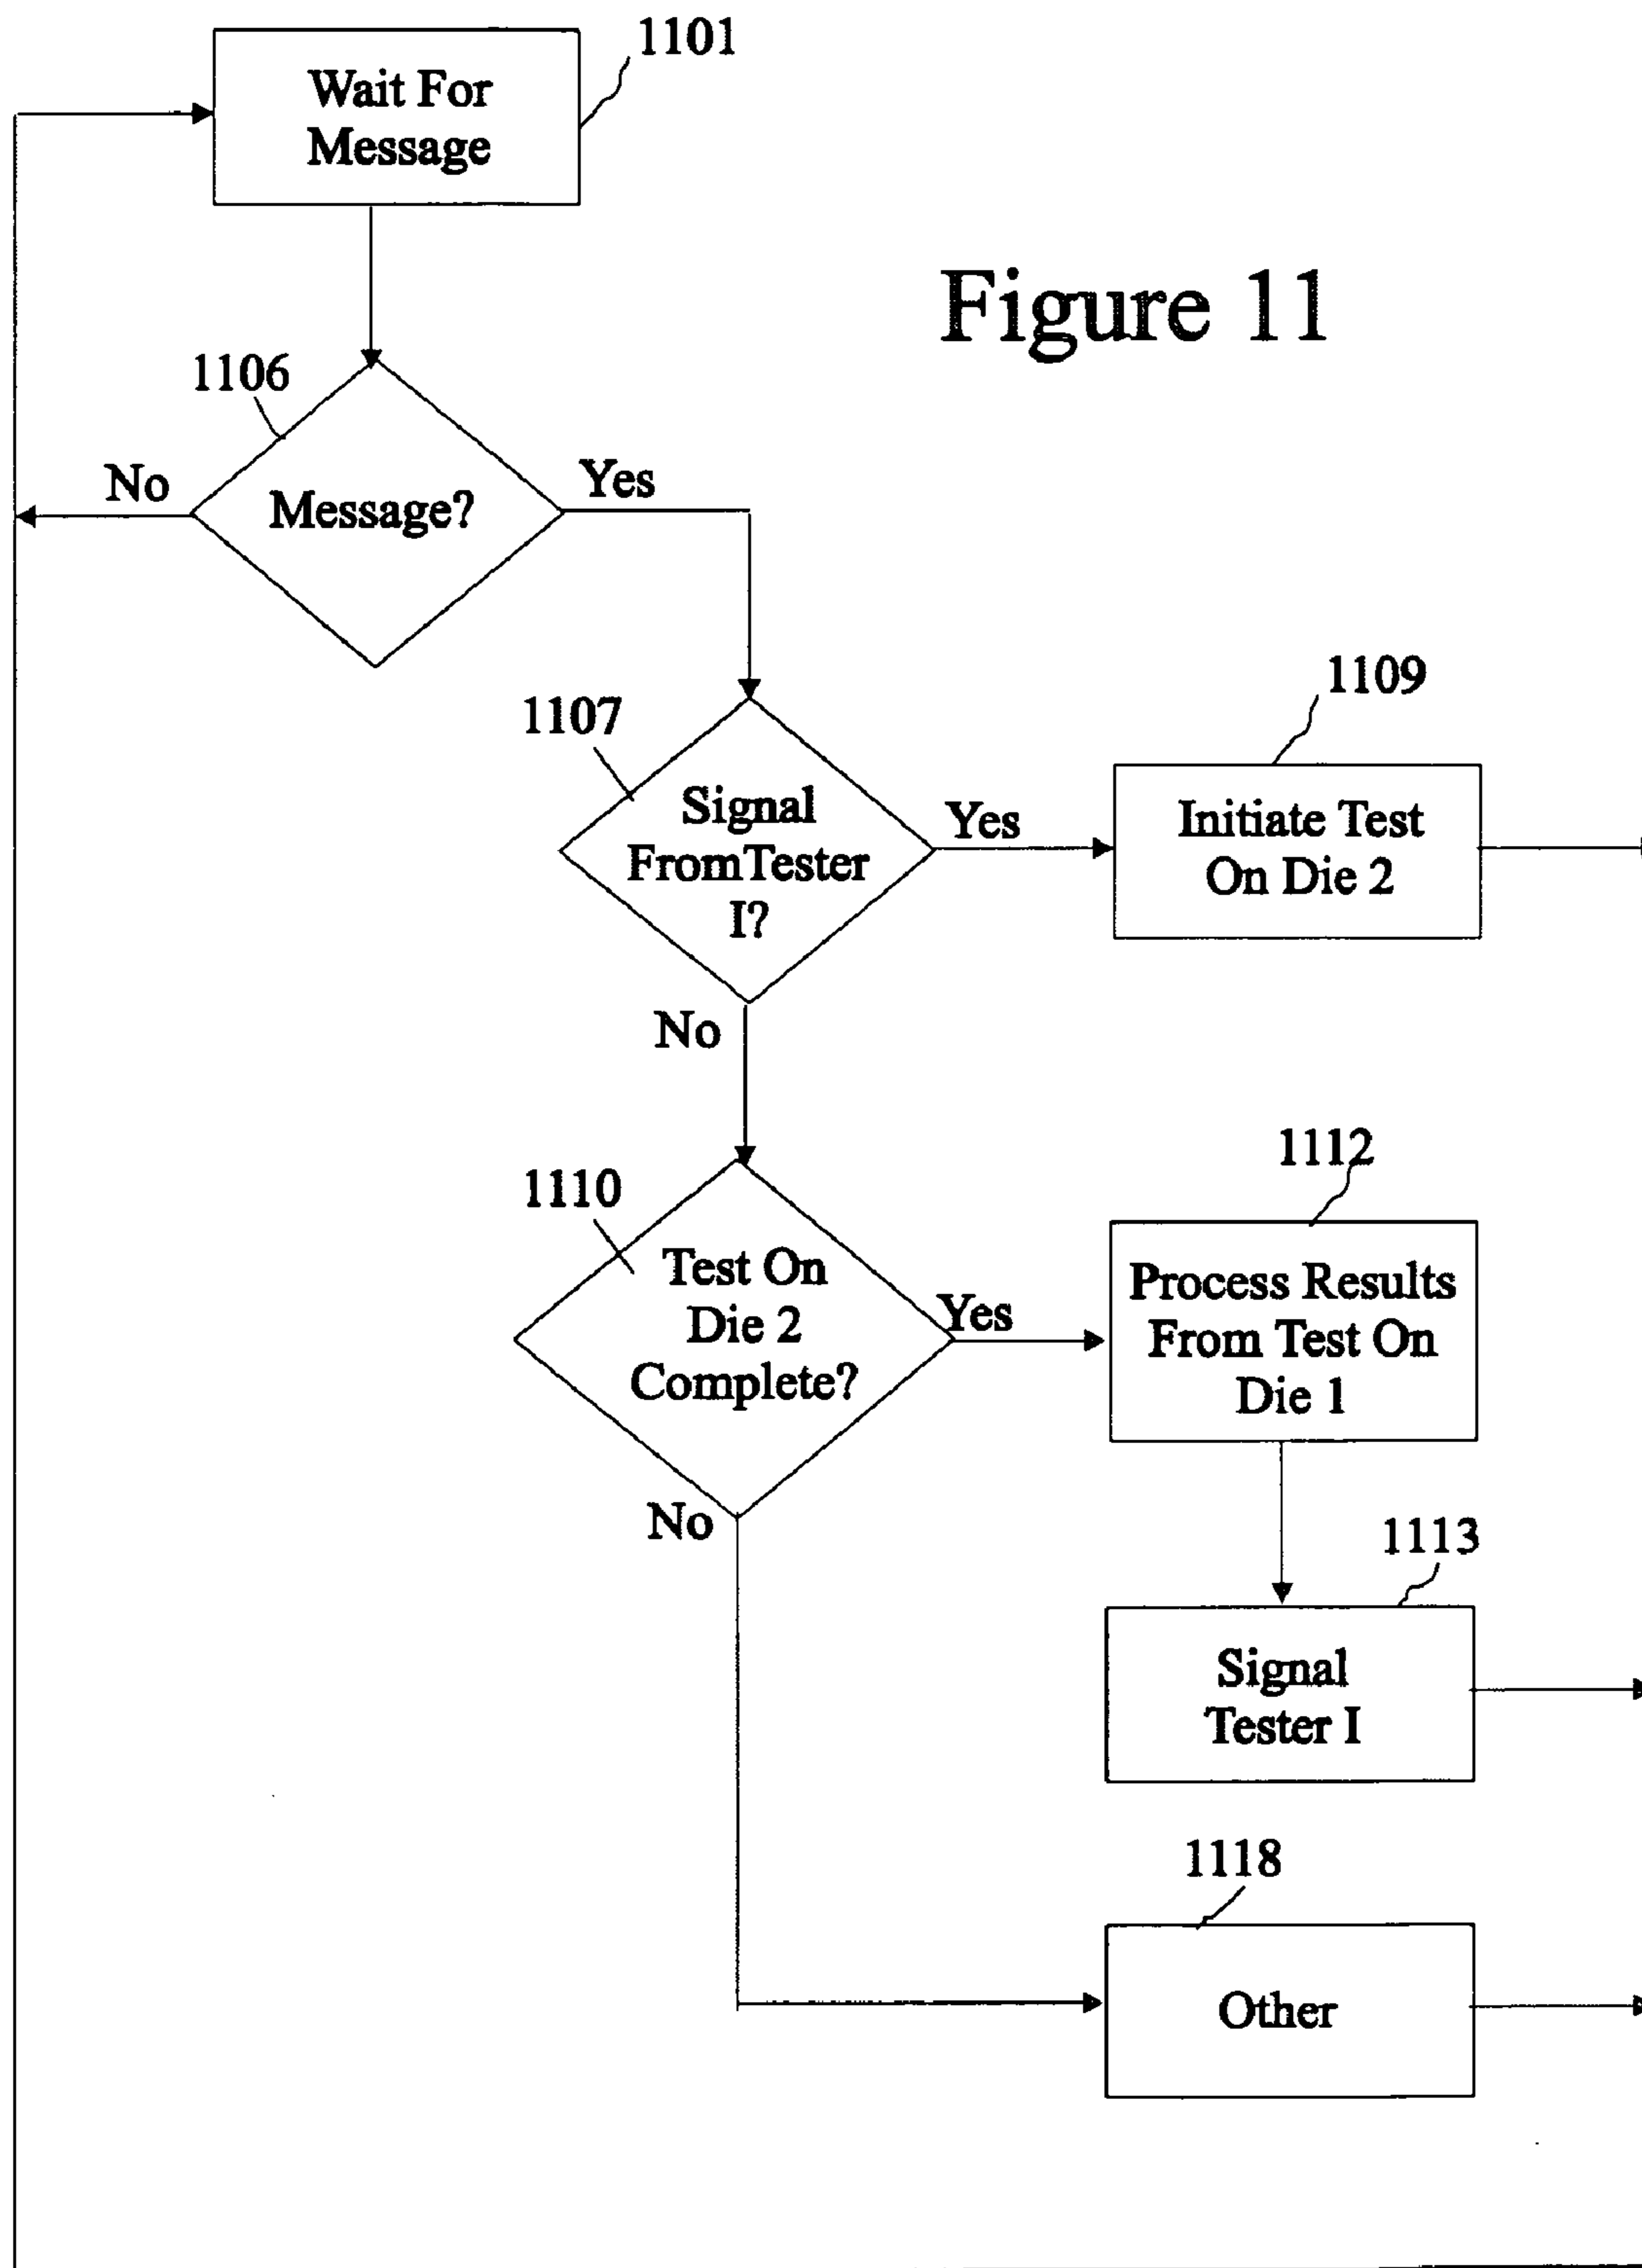 1101
Wait For
Message
Figure 11
1106
No
Yes
Message?
1107
1109
Signal
FromTester
I?
Yes
Initiate Test
On Die 2
No
1110
1112
Test On
Die 2
Complete?
Yes
Process Results
From Test On
Die 1
No
1113
Signal
Tester I
1118
Other